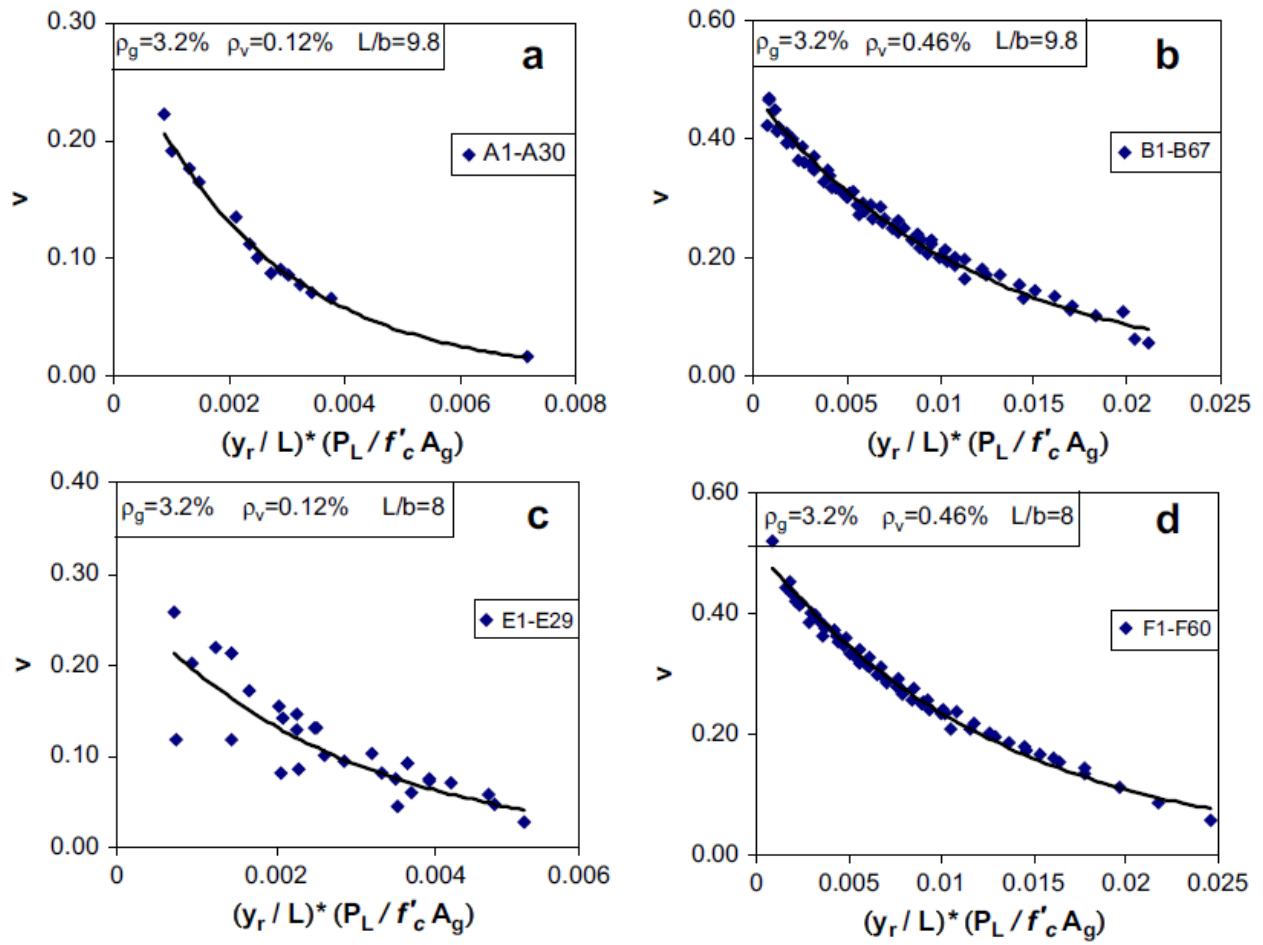 0.30
ρg=3.2% ρv=0.12% L/b=9.8
a
0.20
A1-A30
v
0.10
0.00
0 0.002 0.004 0.006 0.008
(yr / L)* (PL / f'c Ag)
0.60
ρg=3.2% ρv=0.46% L/b=9.8
b
0.40
B1-B67
v
0.20
0.00
0 0.005 0.01 0.015 0.02 0.025
(yr / L)* (PL / f'c Ag)
0.40
ρg=3.2% ρv=0.12% L/b=8
c
0.30
E1-E29
v
0.20
0.10
0.00
0 0.002 0.004 0.006
(yr / L)* (PL / f'c Ag)
0.60
ρg=3.2% ρv=0.46% L/b=8
d
0.40
F1-F60
v
0.20
0.00
0 0.005 0.01 0.015 0.02 0.025
(yr / L)* (PL / f'c Ag)